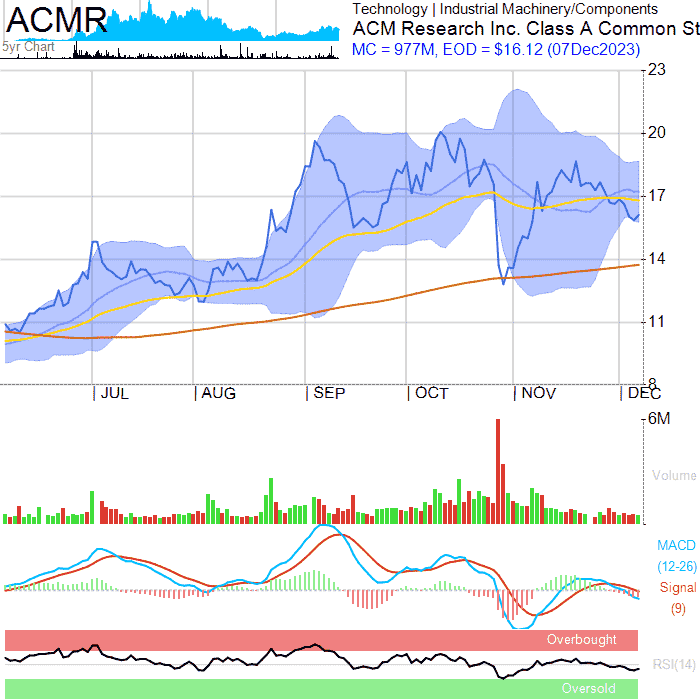 ACMR
5yr Chart
Technology | Industrial Machinery/Components
ACM Research Inc. Class A Common St
MC = 977M, EOD = $16.12 (07Dec2023)
23
20
17
14
11
8
JUL
AUG
SEP
OCT
NOV
DEC
6M
Volume
MACD
(12-26)
Signal
(9)
Overbought
RSI(14)
Oversold